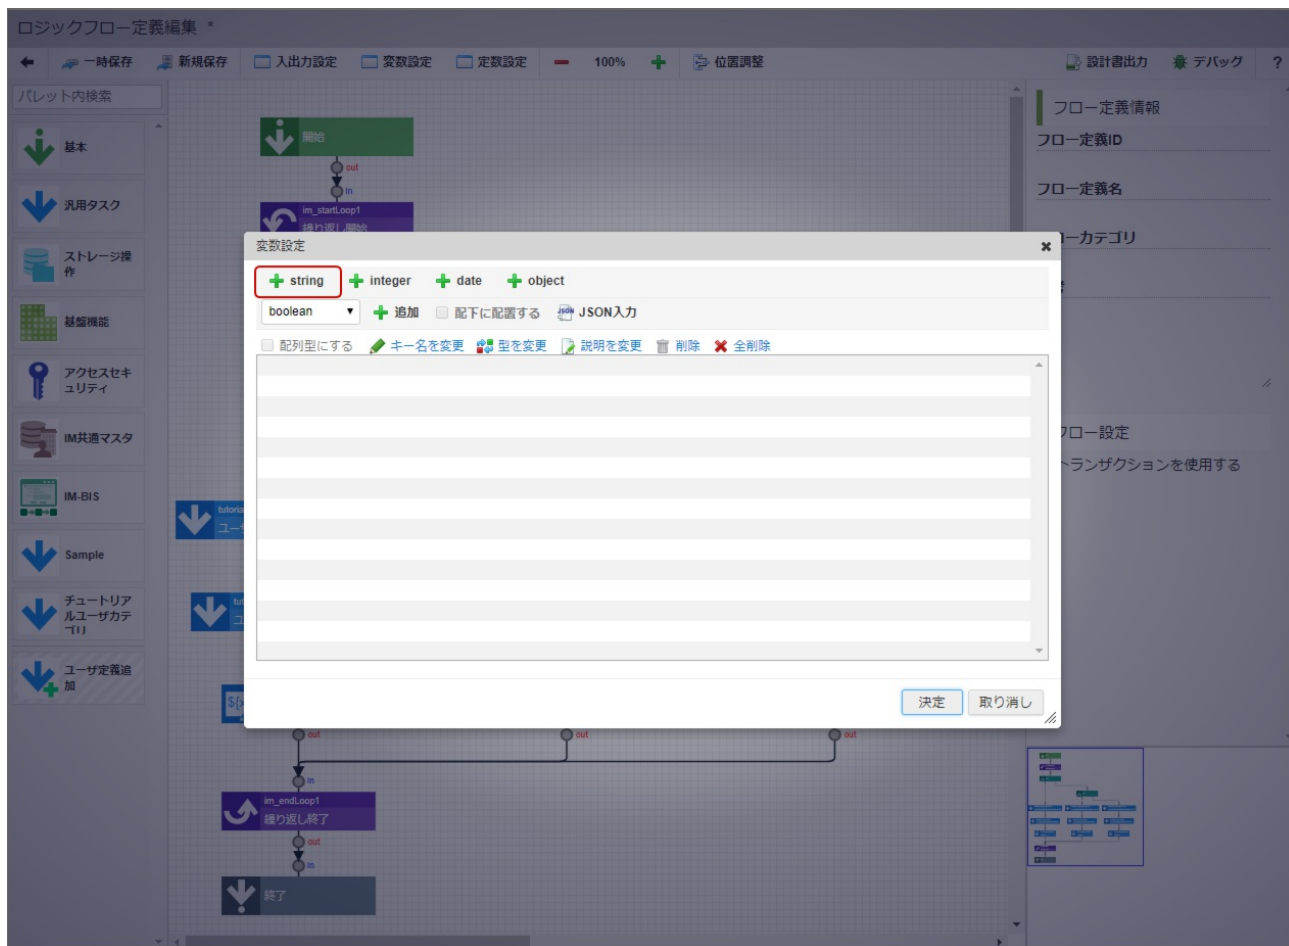 ロジックフロー定義編集 *
一時保存 新規保存 入出力設定 変数設定 定数設定 100% 位置調整 設計書出力 デバッグ ?
パレット内検索
基本
汎用タスク
ストレージ操
作
基盤機能
アクセスセキ
ュリティ
IM共通マスタ
IM-BIS
Sample
チュートリア
ルユーザカテ
ゴリ
ユーザ定義追
加
開始
out
in
im_startLoop1
繰り返し開始
変数設定
string integer date object
boolean 追加 配下に配置する JSON入力
配列型にする キー名を変更 型を変更 説明を変更 削除 全削除
決定 取り消し
out out out
in
im_endLoop1
繰り返し終了
out
in
終了
フロー定義情報
フロー定義ID
フロー定義名
ーカテゴリ
フロー設定
トランザクションを使用する